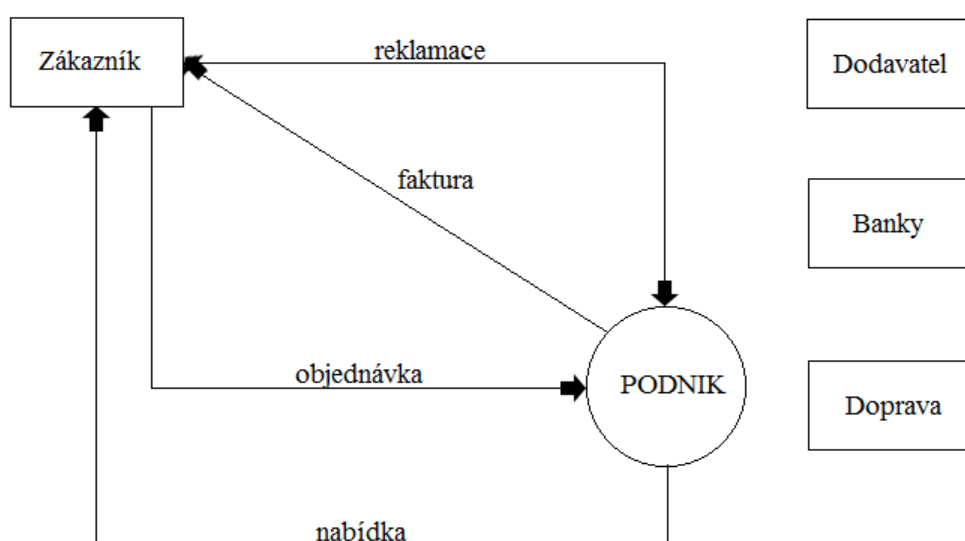 Zákazník
reklamace
Dodavatel
faktura
Banky
objednávka
PODNIK
Doprava
nabídka